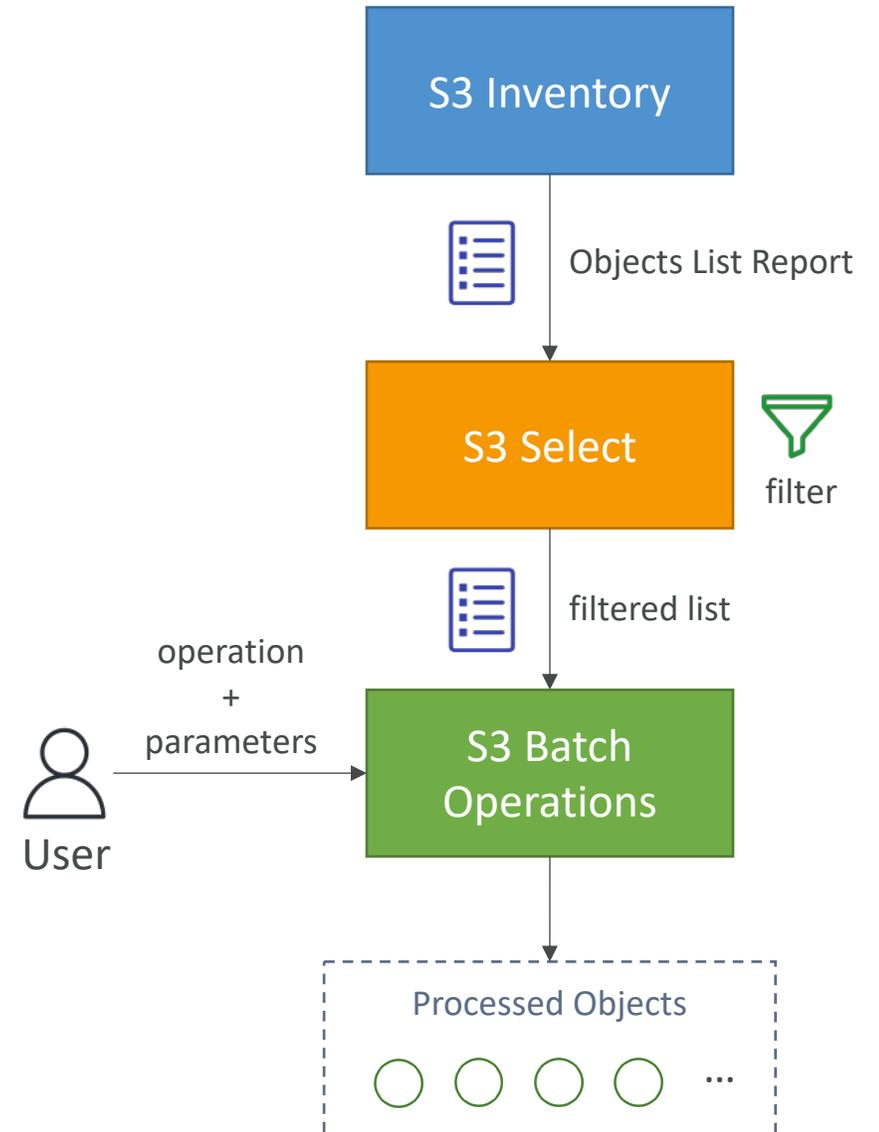 S3 Inventory
Objects List Report
S3 Select
filter
filtered list
operation
+
parameters
User
S3 Batch
Operations
Processed Objects
...